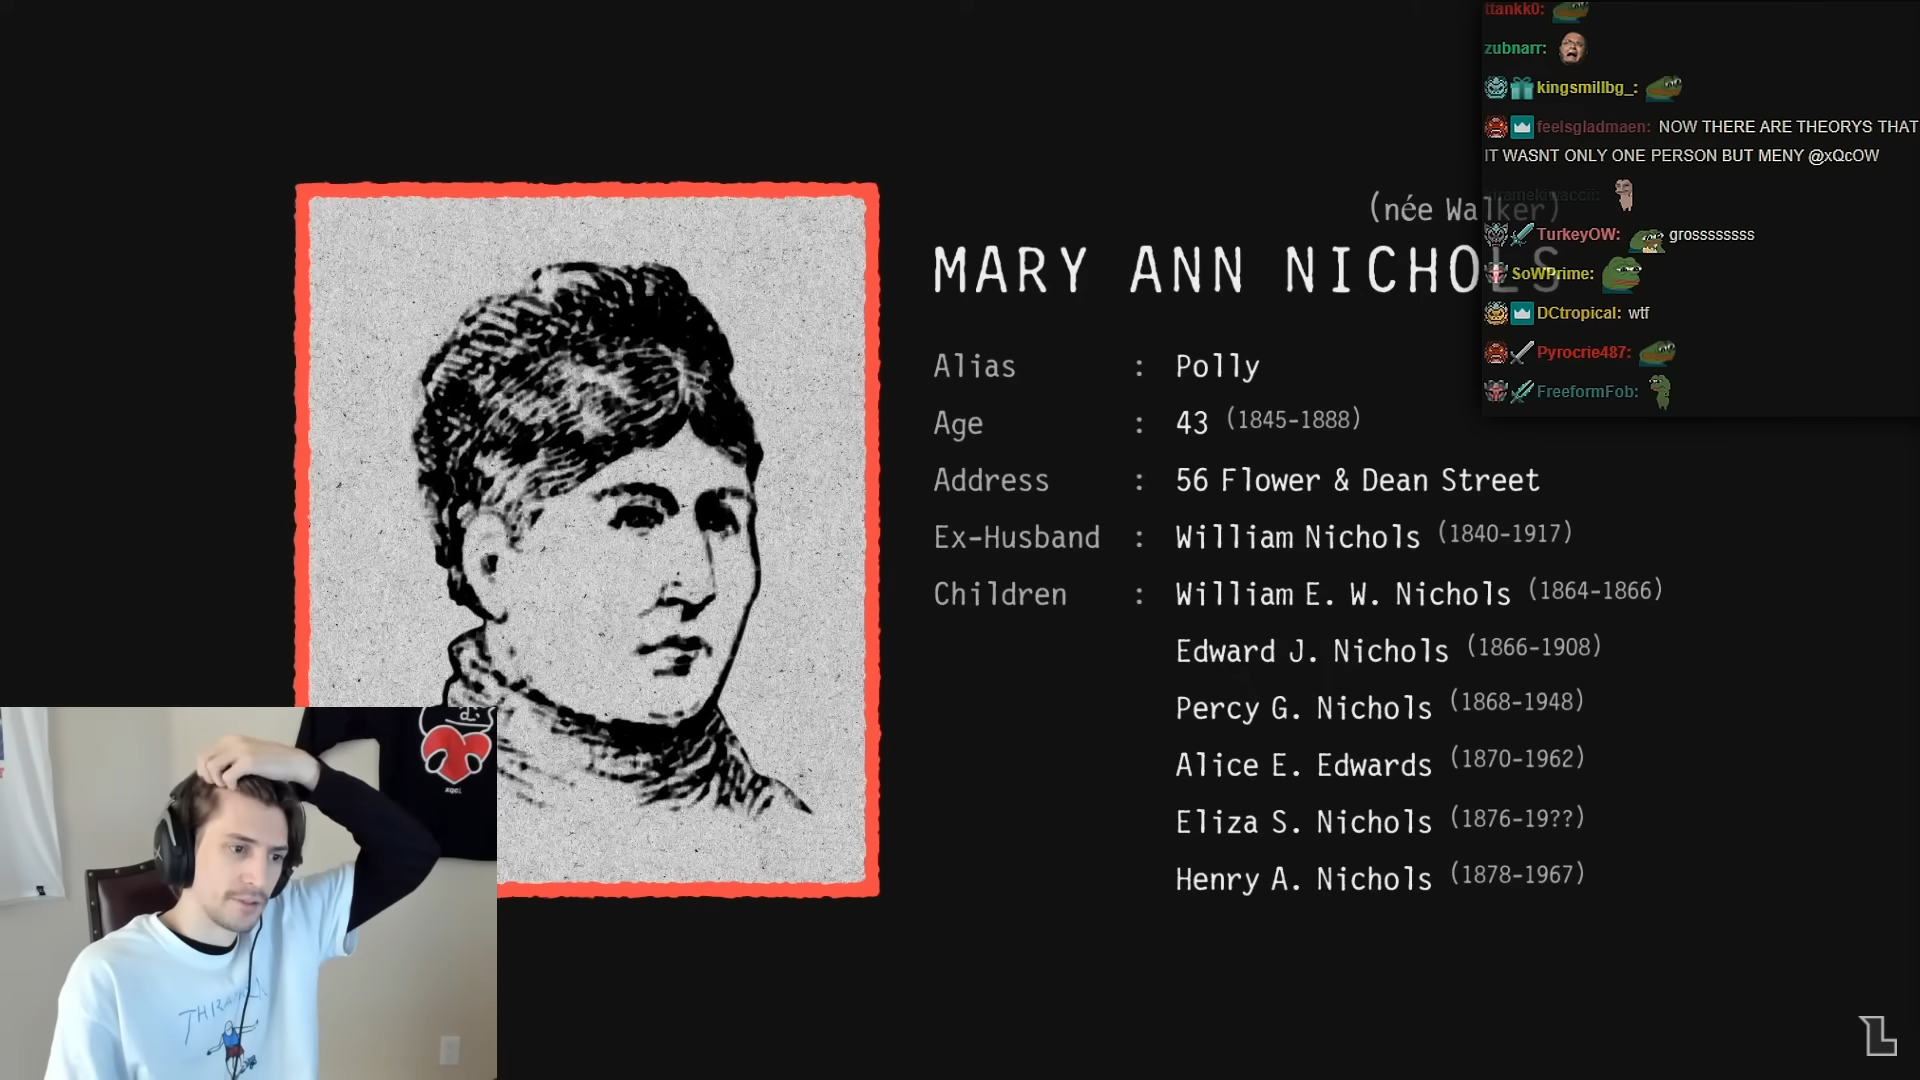 (née Walker)
MARY ANN NICHOLS
Alias : Polly
Age : 43 (1845-1888)
Address : 56 Flower & Dean Street
Ex-Husband : William Nichols (1840-1917)
Children : William E. W. Nichols (1864-1866)
Edward J. Nichols (1866-1908)
Percy G. Nichols (1868-1948)
Alice E. Edwards (1870-1962)
Eliza S. Nichols (1876-19??)
Henry A. Nichols (1878-1967)
ttankk0:
zubnarr:
kingsmillbg_:
feelsgladmaen: NOW THERE ARE THEORYS THAT
IT WASNT ONLY ONE PERSON BUT MENY @xQcOW
TurkeyOW: grossssssss
SoWPrime:
DCtropical: wtf
Pyrocrie487:
FreeformFob: